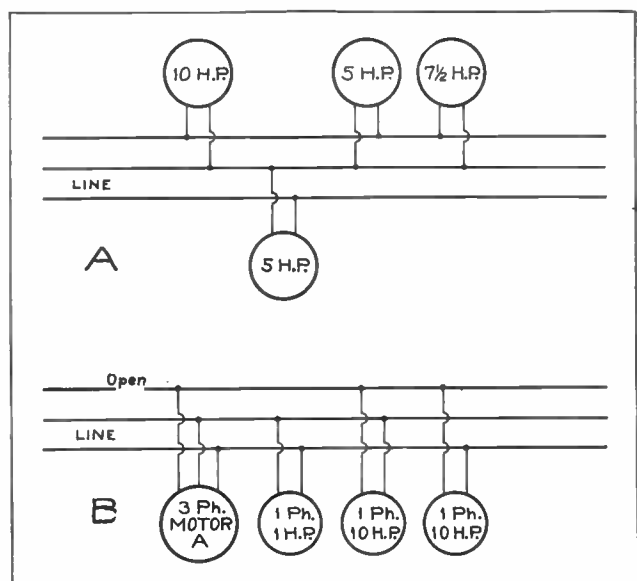 10 H.P.
5 H.P.
7½ H.P.
LINE
A
5 H.P.
Open
LINE
B
3 Ph.
MOTOR
A
1 Ph.
1 H.P.
1 Ph.
10 H.P.
1 Ph.
10 H.P.